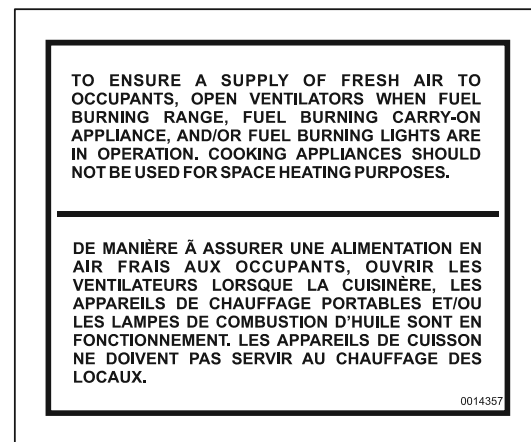 TO ENSURE A SUPPLY OF FRESH AIR TO
OCCUPANTS, OPEN VENTILATORS WHEN FUEL
BURNING RANGE, FUEL BURNING CARRY-ON
APPLIANCE, AND/OR FUEL BURNING LIGHTS ARE
IN OPERATION. COOKING APPLIANCES SHOULD
NOT BE USED FOR SPACE HEATING PURPOSES.
DE MANIÈRE Ã ASSURER UNE ALIMENTATION EN
AIR FRAIS AUX OCCUPANTS, OUVRIR LES
VENTILATEURS LORSQUE LA CUISINÈRE, LES
APPAREILS DE CHAUFFAGE PORTABLES ET/OU
LES LAMPES DE COMBUSTION D'HUILE SONT EN
FONCTIONNEMENT. LES APPAREILS DE CUISSON
NE DOIVENT PAS SERVIR AU CHAUFFAGE DES
LOCAUX.
0014357